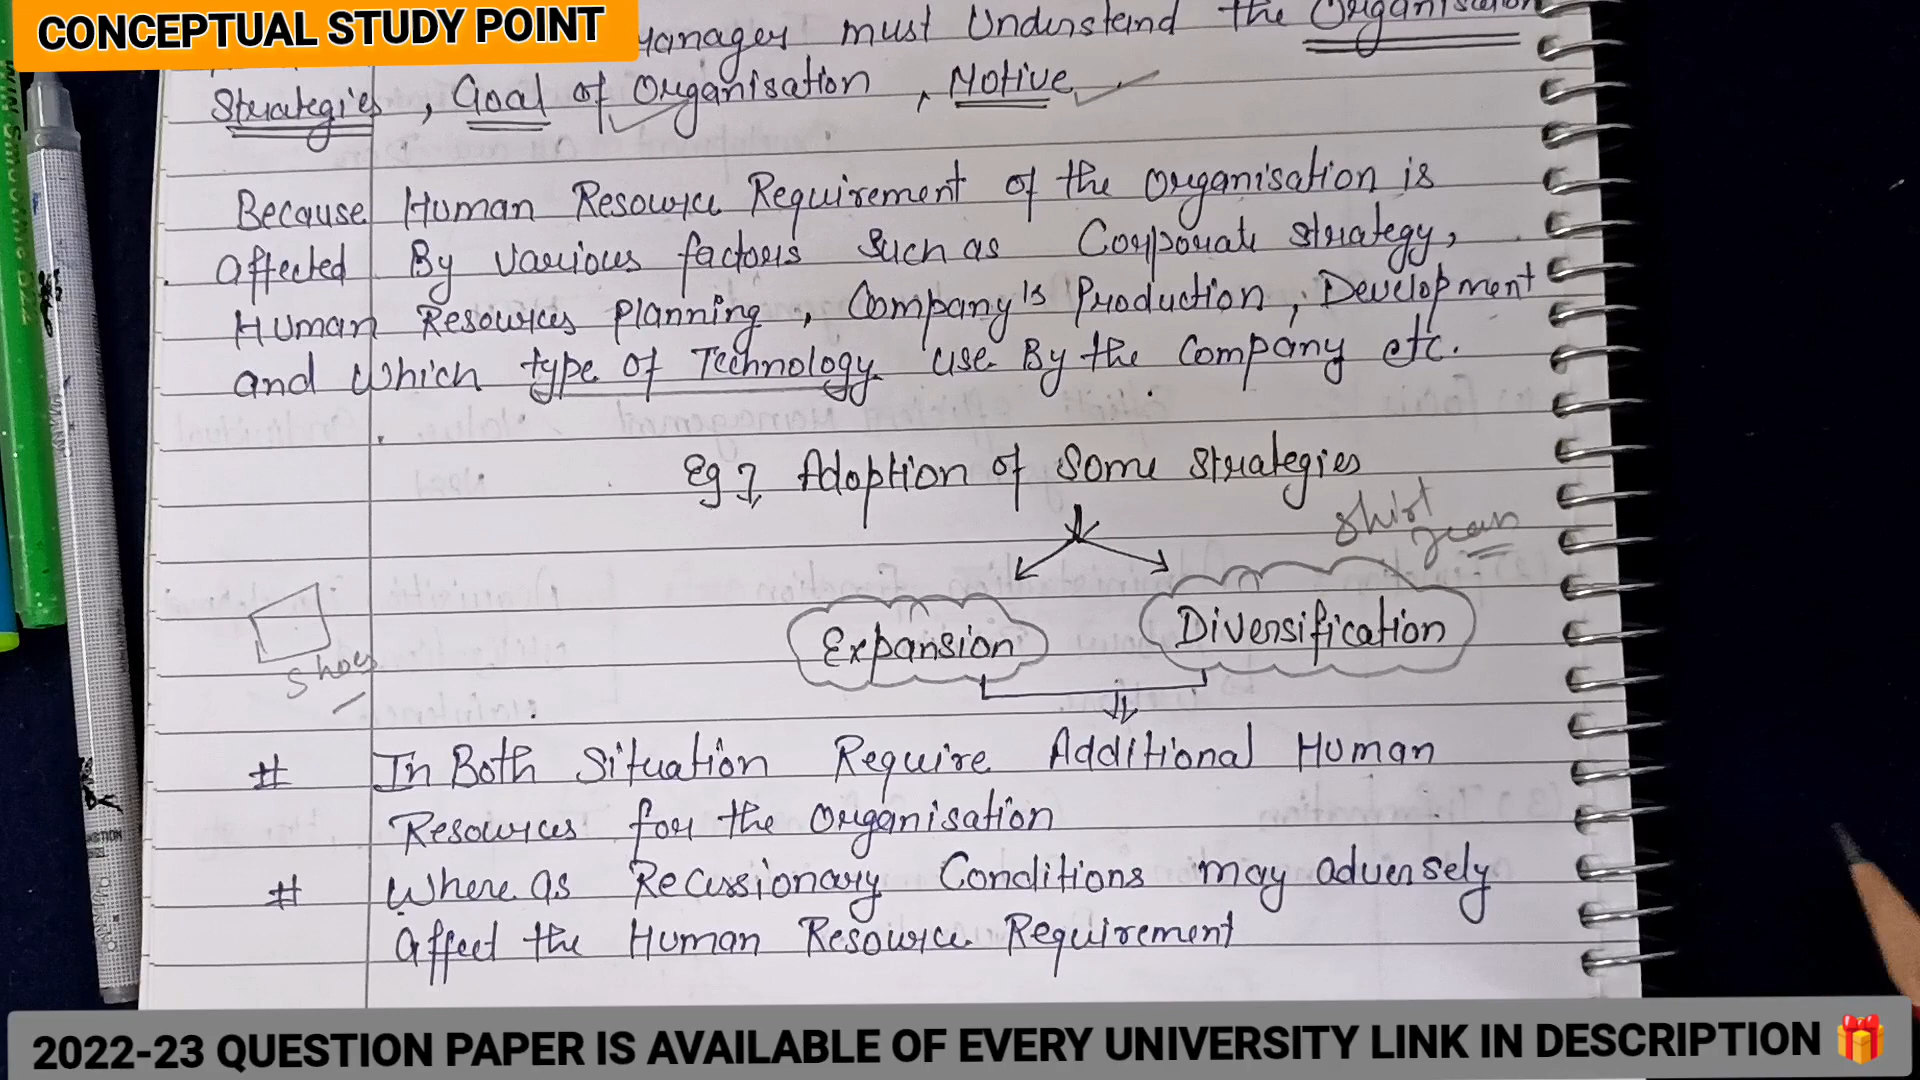 CONCEPTUAL STUDY POINT
Manager must Understand the Organisation
Strategies, Goal of Organisation, Motive
Because Human Resource Requirement of the organisation is
affected By various factors Such as Corporate strategy,
Human Resources planning, Company's Production, Development
and which type of Technology use By the Company etc.
Eg Adoption of some strategies
Shirt
Jean
Expansion Diversification
Shoes
# In Both Situation Require Additional Human
Resources for the organisation
# Where as Recessionary Conditions may adversely
affect the Human Resource Requirement
2022-23 QUESTION PAPER IS AVAILABLE OF EVERY UNIVERSITY LINK IN DESCRIPTION